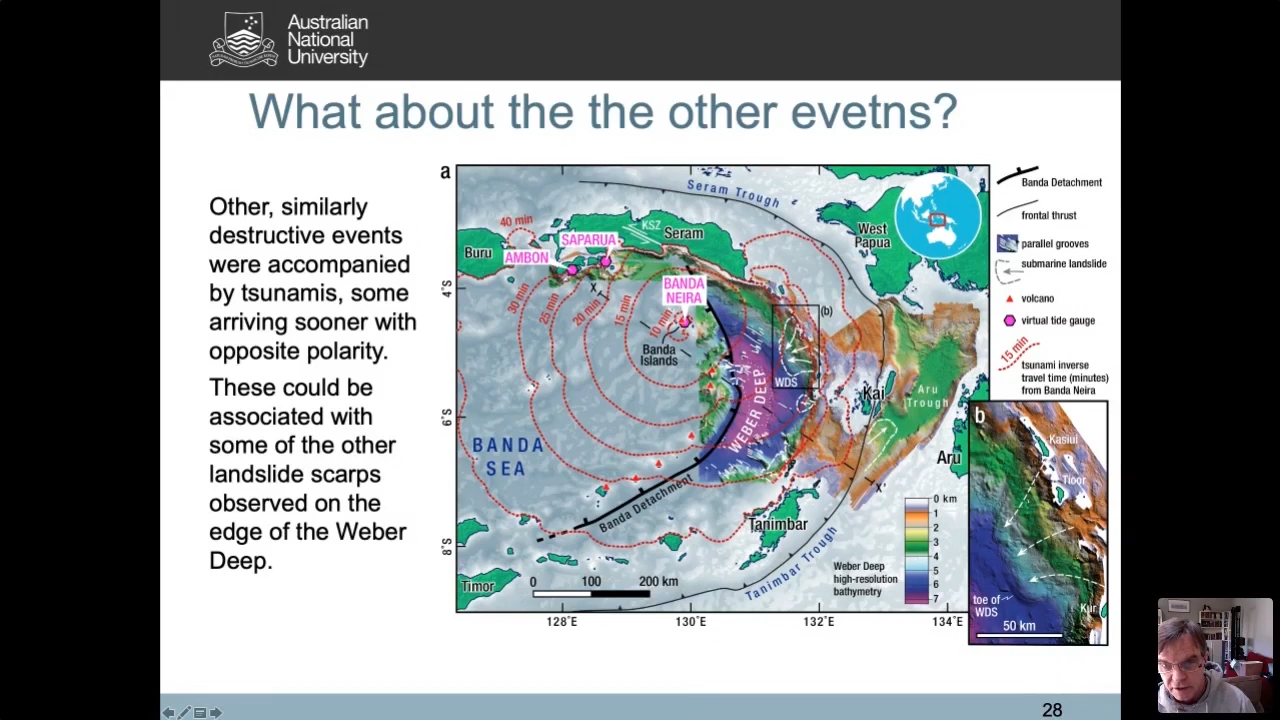 Australian
National
University
What about the the other evetns?
Other, similarly
destructive events
were accompanied
by tsunamis, some
arriving sooner with
opposite polarity.
These could be
associated with
some of the other
landslide scarps
observed on the
edge of the Weber
Deep.
a
Seram Trough
40 min
KSZ
SAPARUA
Seram
West
Papua
Buru
AMBON
BANDA
NEIRA
X
30 min
25 min
20 min
15 min
10 min
(b)
Banda
Islands
WDS
WEBER DEEP
Kai
Aru
Trough
BANDA
SEA
Aru
X'
Banda Detachment
Tanimbar
Tanimbar Trough
Timor
0 100 200 km
Weber Deep
high-resolution
bathymetry
0 km
1
2
3
4
5
6
7
4°S
6°S
8°S
128°E 130°E 132°E 134°E
Banda Detachment
frontal thrust
parallel grooves
submarine landslide
volcano
virtual tide gauge
15 min
tsunami inverse
travel time (minutes)
from Banda Neira
b
Kasiui
Tioor
toe of
WDS
Kur
50 km
28